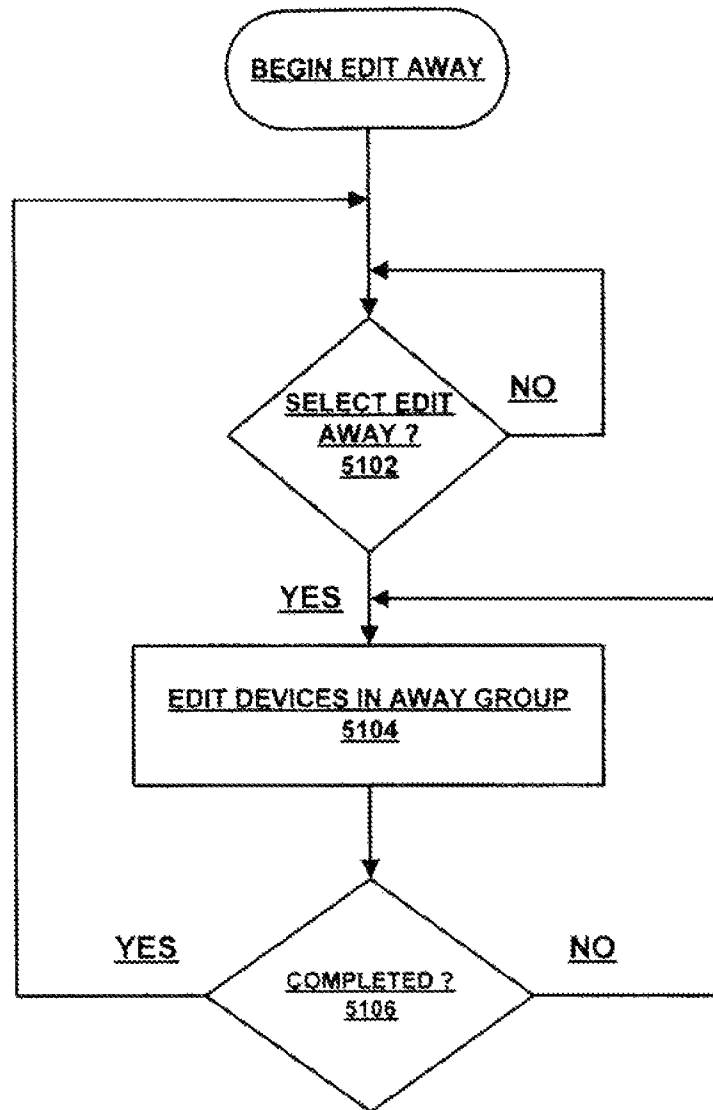 BEGIN EDIT AWAY
SELECT EDIT
AWAY ?
5102
NO
YES
EDIT DEVICES IN AWAY GROUP
5104
YES
COMPLETED ?
5106
NO